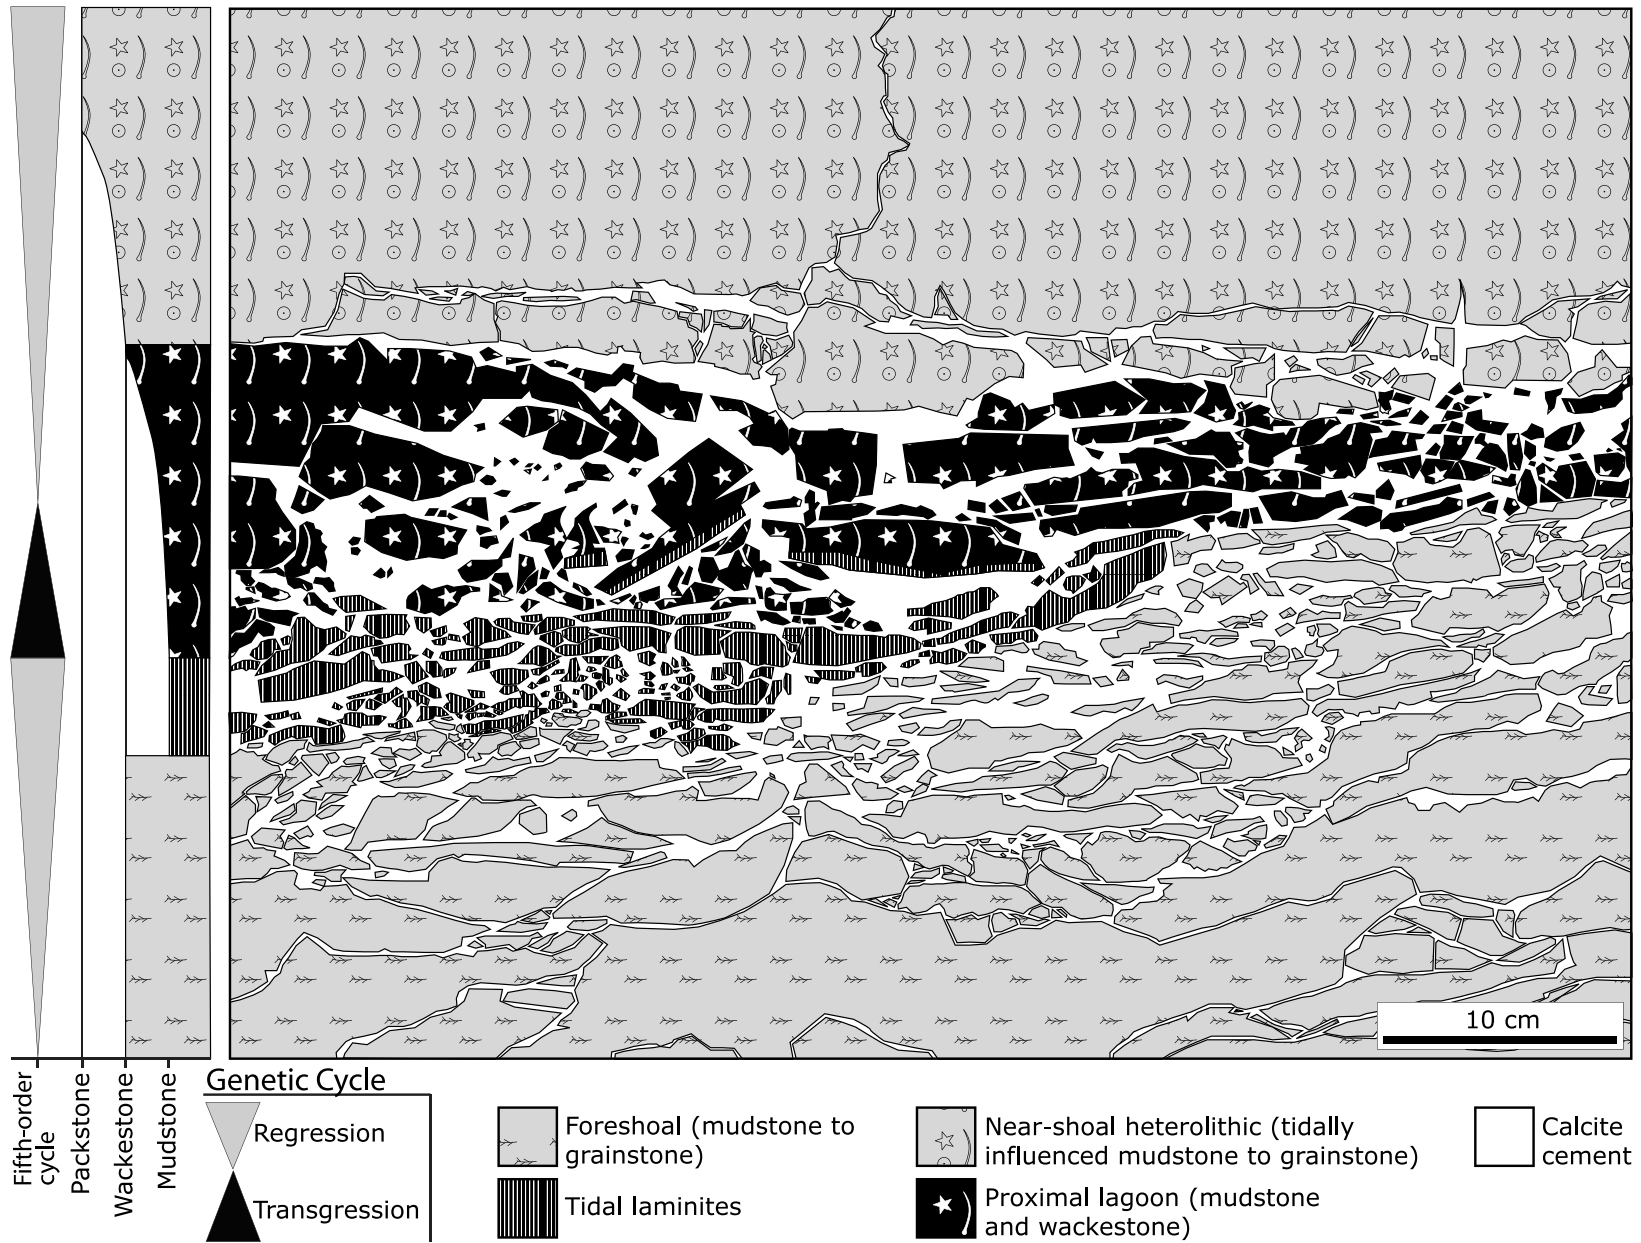 10 cm
Fifth-order
cycle
Packstone
Wackestone
Mudstone
Genetic Cycle
Regression
Transgression
Foreshoal (mudstone to
grainstone)
Tidal laminites
Near-shoal heterolithic (tidally
influenced mudstone to grainstone)
Proximal lagoon (mudstone
and wackestone)
Calcite
cement